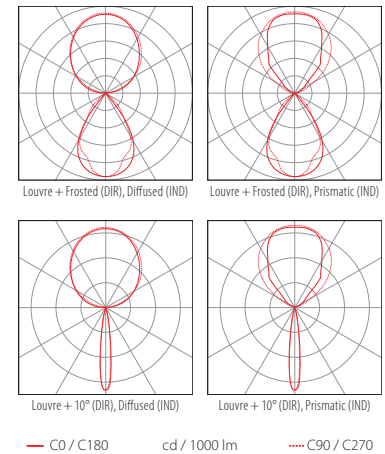 Louvre + Frosted (DIR), Diffused (IND)
Louvre + Frosted (DIR), Prismatic (IND)
Louvre + 10° (DIR), Diffused (IND)
Louvre + 10° (DIR), Prismatic (IND)
C0 / C180 cd / 1000 lm C90 / C270